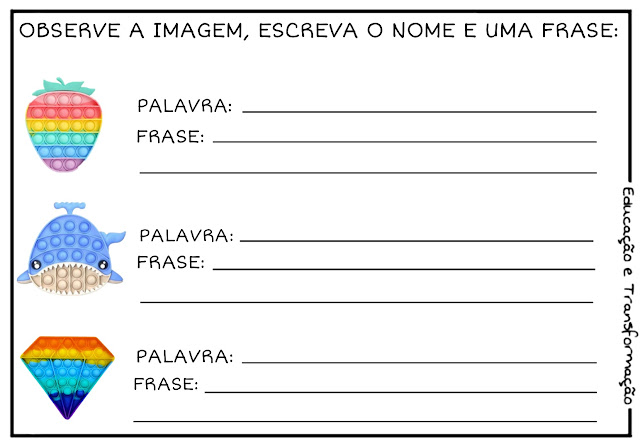 OBSERVE A IMAGEM, ESCREVA O NOME E UMA FRASE:
PALAVRA:
FRASE:
PALAVRA:
FRASE:
PALAVRA:
FRASE:
Educação e Transformação